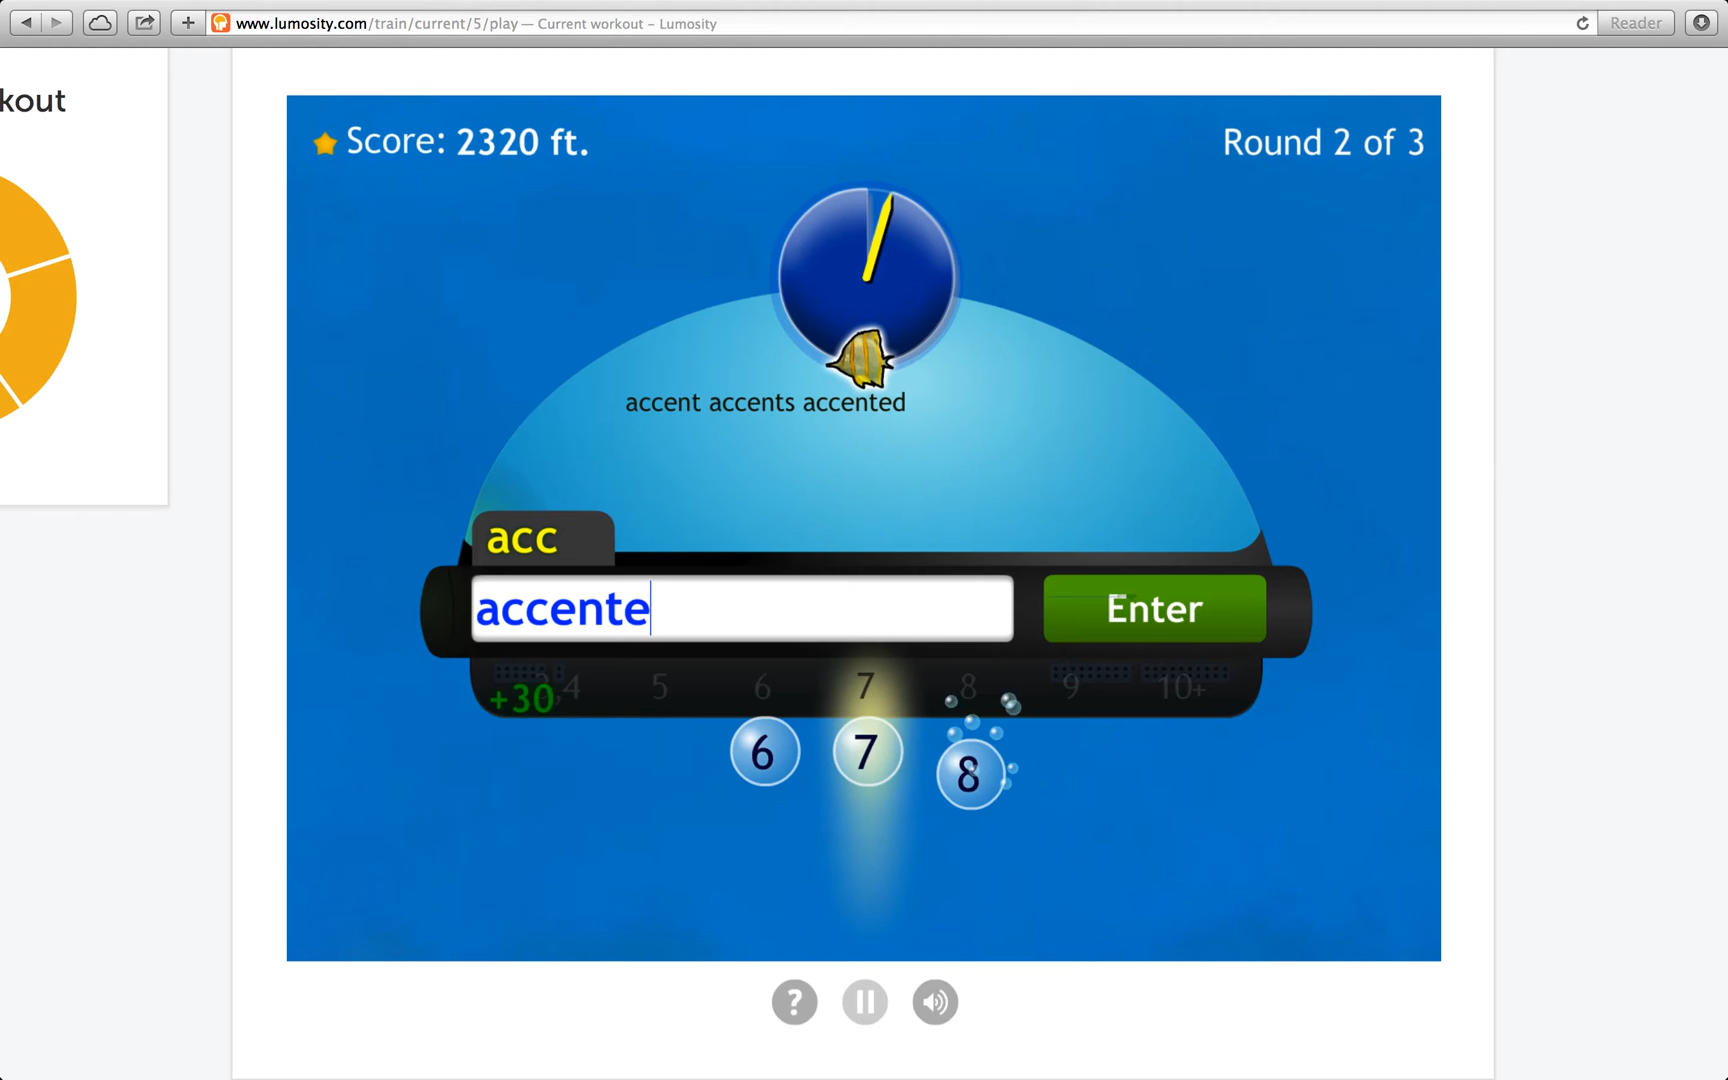 www.lumosity.com/train/current/5/play — Current workout – Lumosity
Reader
kout
Score: 2320 ft.
Round 2 of 3
accent accents accented
acc
accente
Enter
+30
4 5 6 7 8 9 10+
6 7 8
?